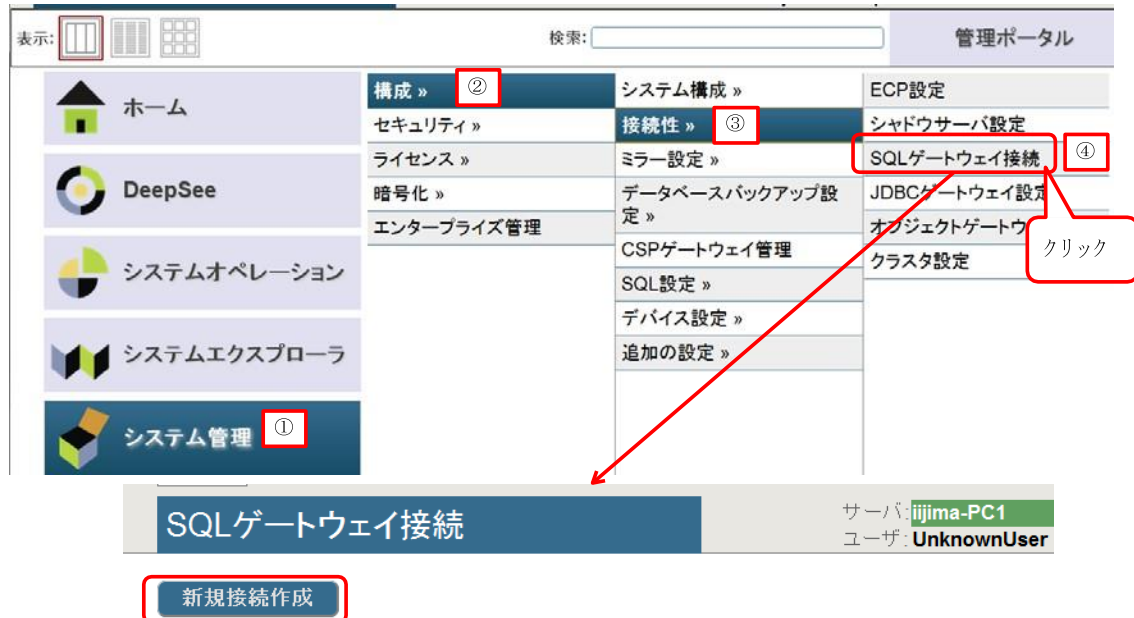 表示:
検索:
管理ポータル
ホーム
DeepSee
システムオペレーション
システムエクスプローラ
システム管理
①
構成 »
②
セキュリティ »
ライセンス »
暗号化 »
エンタープライズ管理
システム構成 »
接続性 »
③
ミラー設定 »
データベースバックアップ設
定 »
CSPゲートウェイ管理
SQL設定 »
デバイス設定 »
追加の設定 »
ECP設定
シャドウサーバ設定
SQLゲートウェイ接続
④
JDBCゲートウェイ設定
オブジェクトゲートウ
クラスタ設定
クリック
SQLゲートウェイ接続
サーバ:iijima-PC1
ユーザ:UnknownUser
新規接続作成